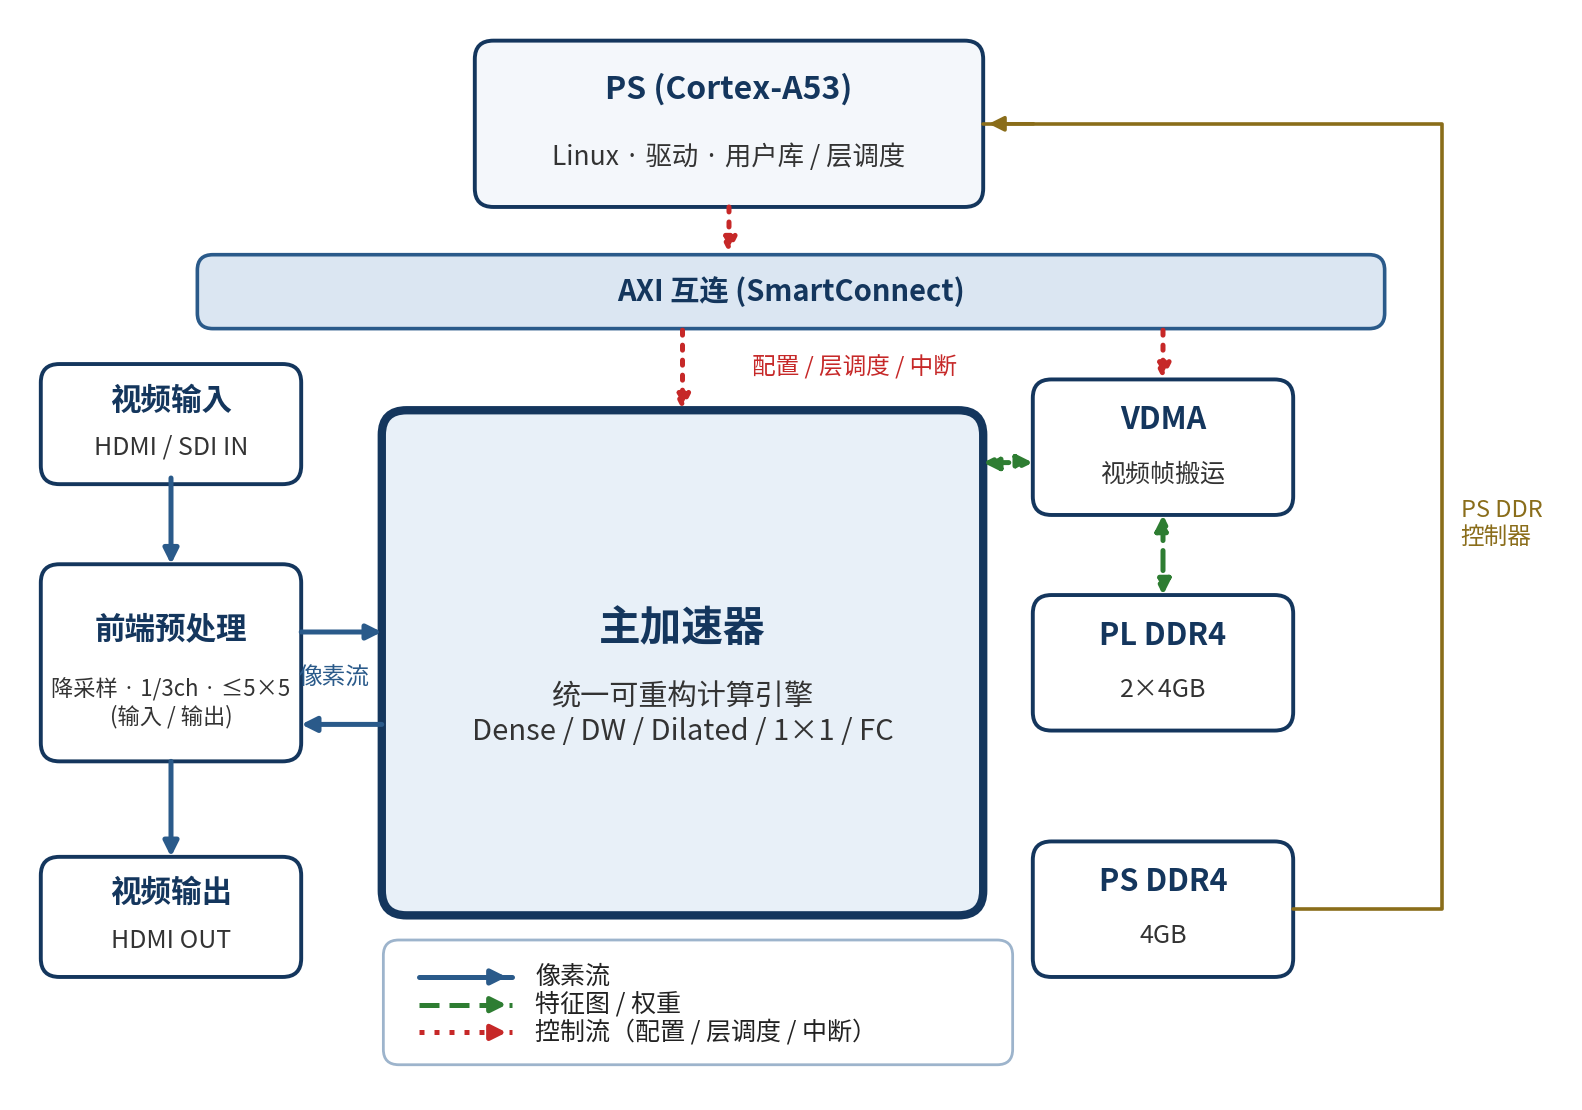 PS (Cortex-A53)
Linux · 驱动 · 用户库 / 层调度
AXI 互连 (SmartConnect)
配置 / 层调度 / 中断
视频输入
HDMI / SDI IN
VDMA
视频帧搬运
PS DDR
控制器
前端预处理
降采样 · 1/3ch · ≤5×5
(输入 / 输出)
像素流
主加速器
统一可重构计算引擎
Dense / DW / Dilated / 1×1 / FC
PL DDR4
2×4GB
视频输出
HDMI OUT
PS DDR4
4GB
像素流
特征图 / 权重
控制流（配置 / 层调度 / 中断）